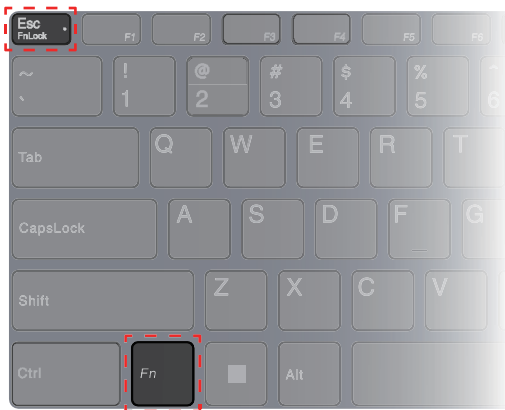 Esc
FnLock
F1 F2 F3 F4 F5 F6
~ ! @ # $ % ^
` 1 2 3 4 5 6
Tab Q W E R T
CapsLock A S D F G
Shift Z X C V
Ctrl Fn Alt